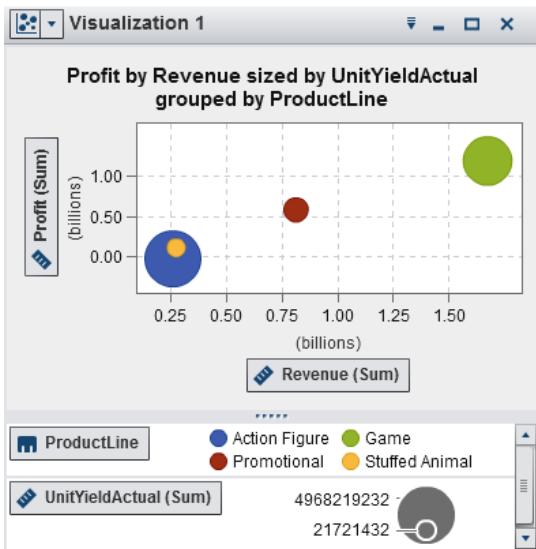 Visualization 1
Profit by Revenue sized by UnitYieldActual
grouped by ProductLine
Profit (Sum)
(billions)
1.00
0.50
0.00
0.25 0.50 0.75 1.00 1.25 1.50
(billions)
Revenue (Sum)
ProductLine
Action Figure Game
Promotional Stuffed Animal
UnitYieldActual (Sum)
4968219232
21721432